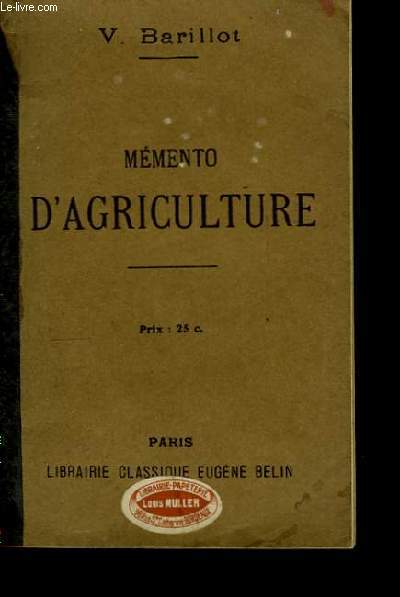 Le-livre.com
V. Barillot
MÉMENTO
D'AGRICULTURE
Prix : 25 c.
PARIS
LIBRAIRIE CLASSIQUE EUGÈNE BELIN
LIBRAIRIE-PAPETERIE
LOUIS MULLER